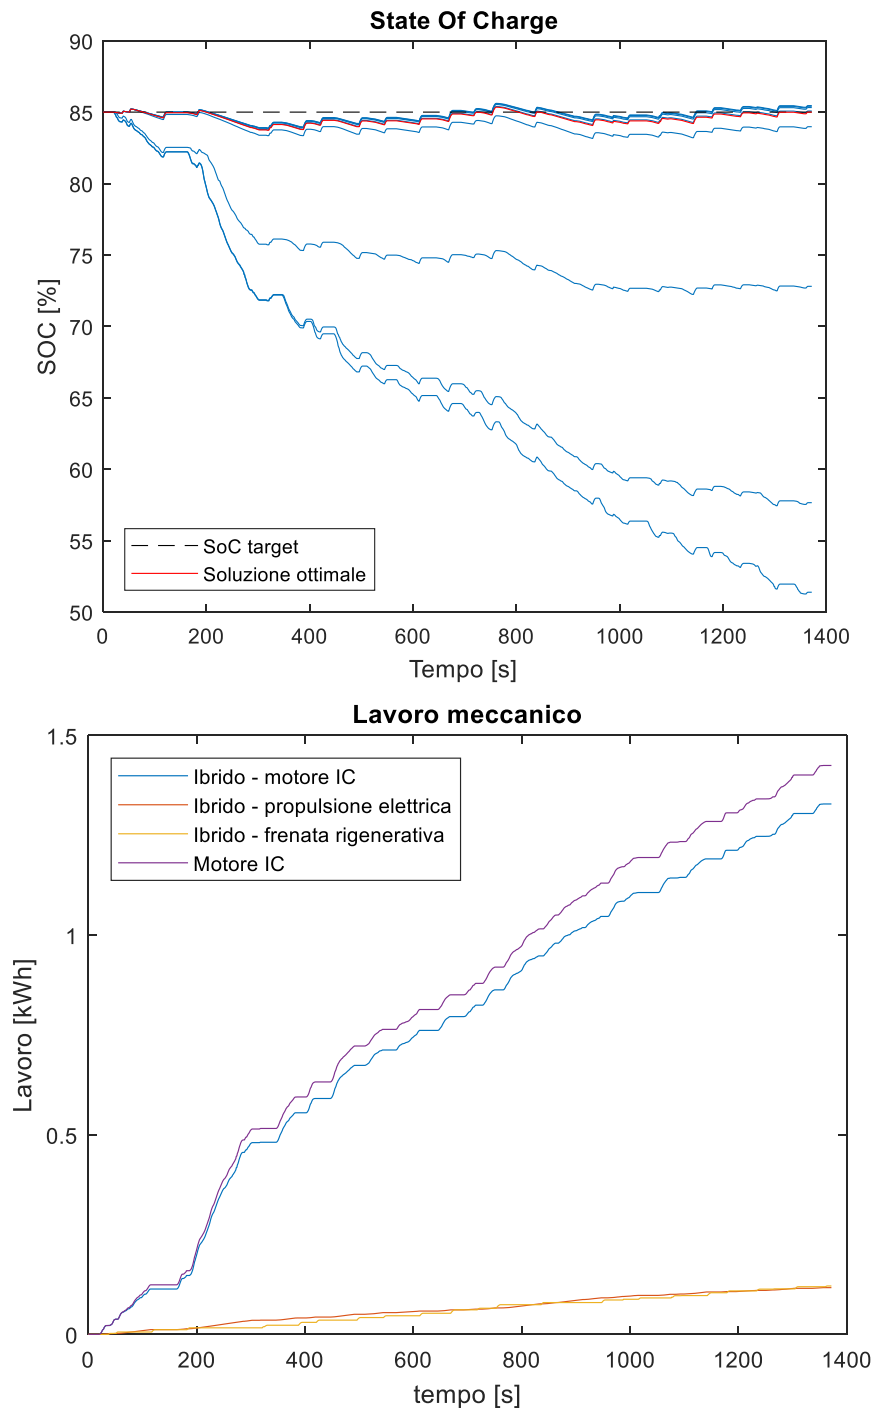 State Of Charge
90
85
80
75
70
65
60
55
50
SOC [%]
SoC target
Soluzione ottimale
0 200 400 600 800 1000 1200 1400
Tempo [s]
Lavoro meccanico
1.5
1
0.5
0
Lavoro [kWh]
Ibrido - motore IC
Ibrido - propulsione elettrica
Ibrido - frenata rigenerativa
Motore IC
0 200 400 600 800 1000 1200 1400
tempo [s]